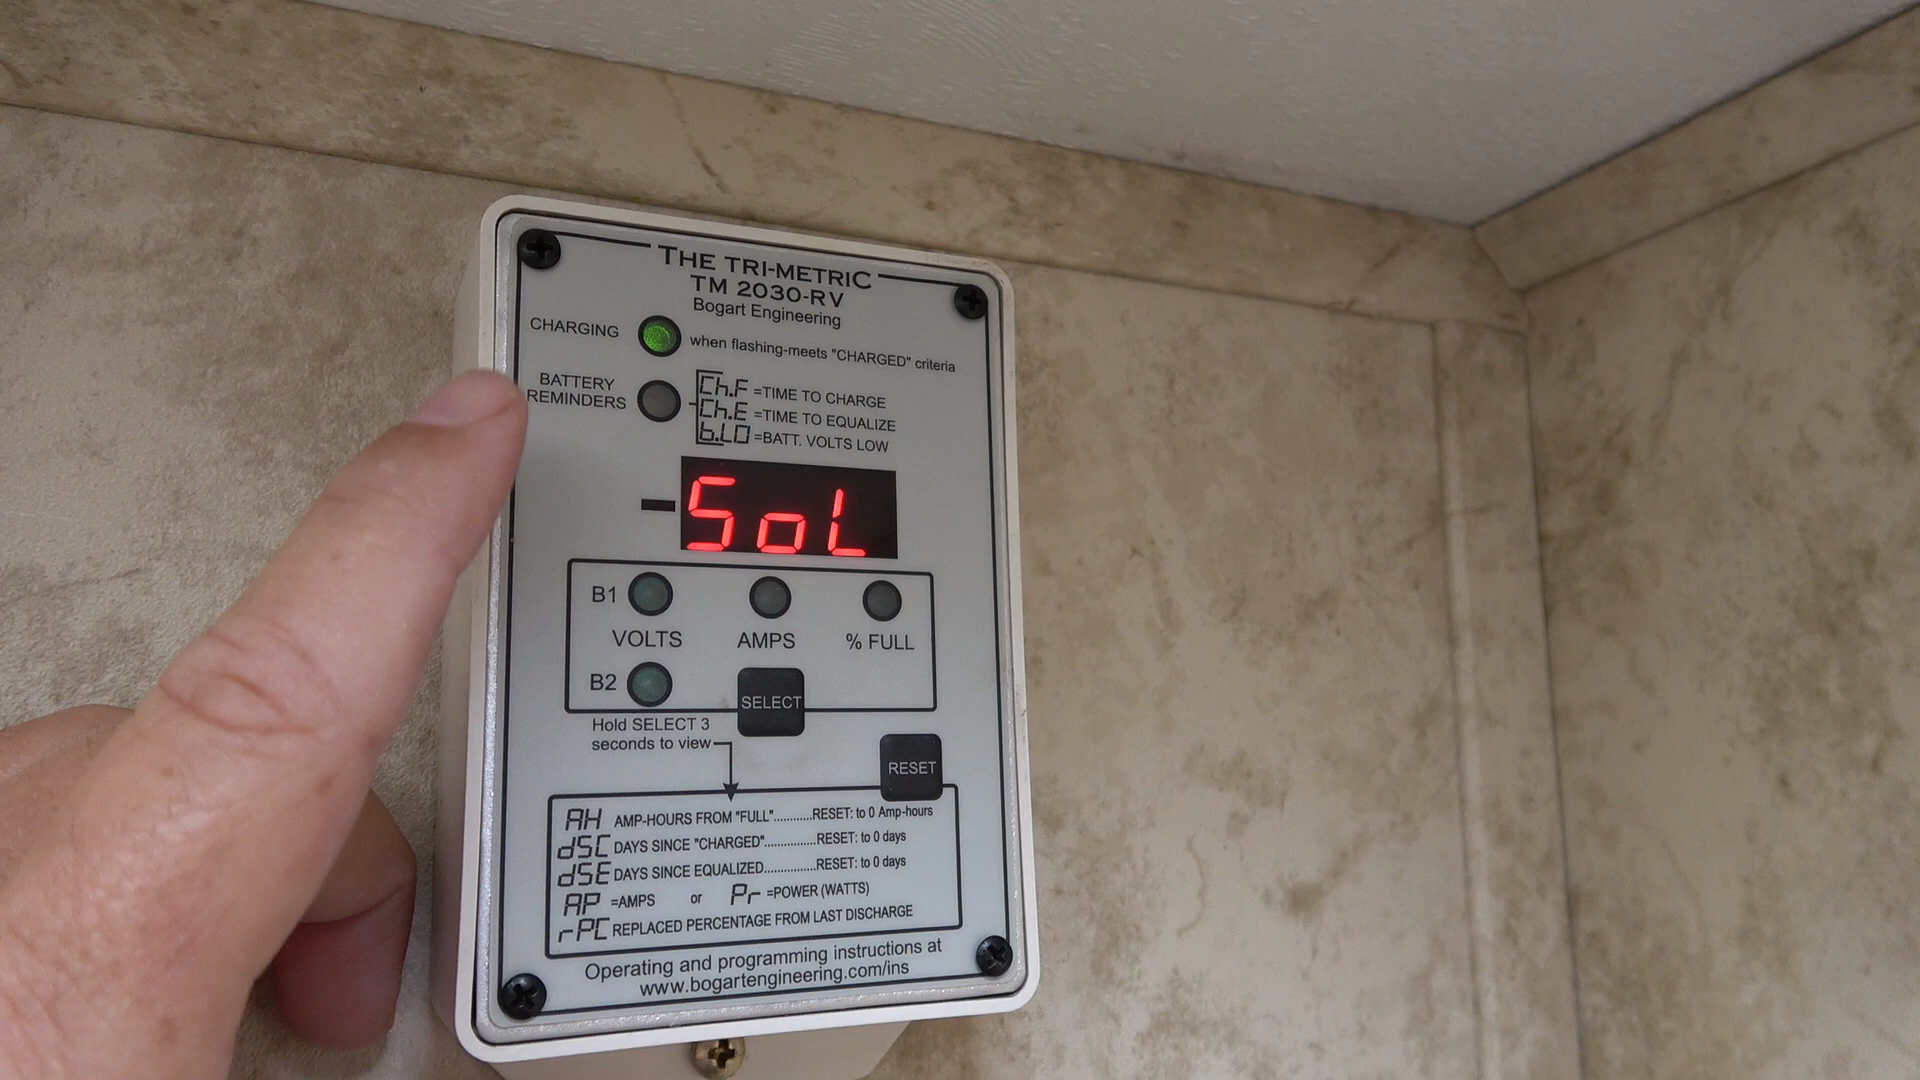 THE TRI-METRIC
TM 2030-RV
Bogart Engineering
CHARGING
when flashing-meets "CHARGED" criteria
BATTERY
REMINDERS
Ch.F =TIME TO CHARGE
Ch.E =TIME TO EQUALIZE
b.LO =BATT. VOLTS LOW
-SoL
B1
VOLTS AMPS % FULL
B2
SELECT
Hold SELECT 3
seconds to view
RESET
AH AMP-HOURS FROM "FULL"...........RESET: to 0 Amp-hours
dSC DAYS SINCE "CHARGED"...............RESET: to 0 days
dSE DAYS SINCE EQUALIZED...............RESET: to 0 days
AP =AMPS or Pr =POWER (WATTS)
rPC REPLACED PERCENTAGE FROM LAST DISCHARGE
Operating and programming instructions at
www.bogartengineering.com/ins